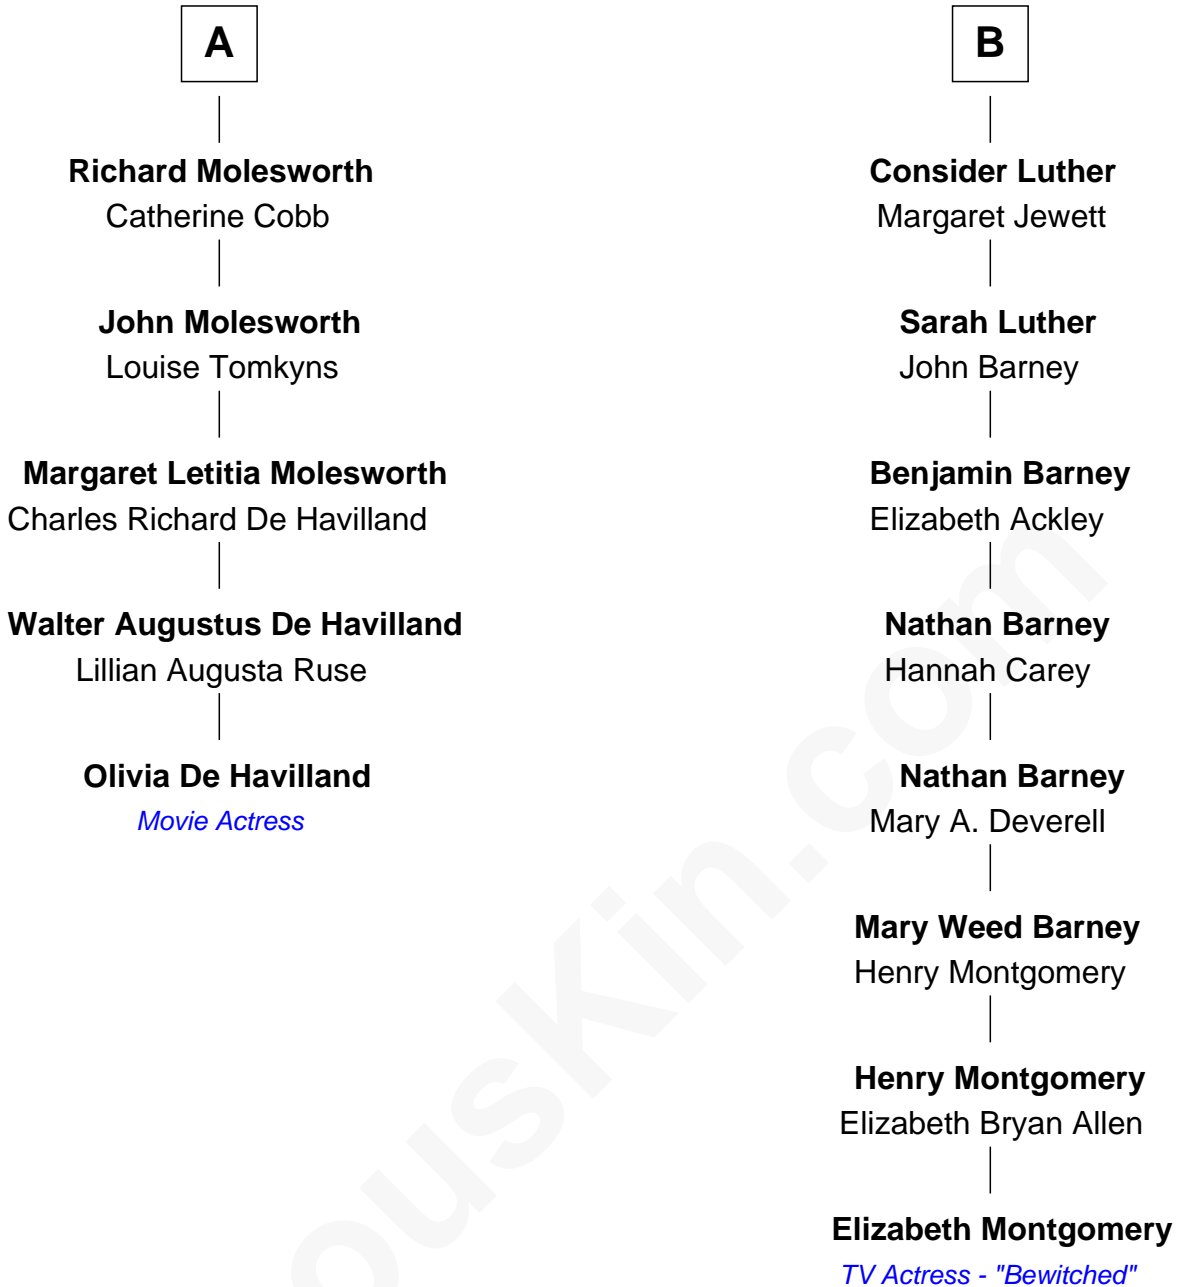 A
Richard Molesworth
Catherine Cobb
John Molesworth
Louise Tomkyns
Margaret Letitia Molesworth
Charles Richard De Havilland
Walter Augustus De Havilland
Lillian Augusta Ruse
Olivia De Havilland
Movie Actress
B
Consider Luther
Margaret Jewett
Sarah Luther
John Barney
Benjamin Barney
Elizabeth Ackley
Nathan Barney
Hannah Carey
Nathan Barney
Mary A. Deverell
Mary Weed Barney
Henry Montgomery
Henry Montgomery
Elizabeth Bryan Allen
Elizabeth Montgomery
TV Actress - "Bewitched"
ousKin.com